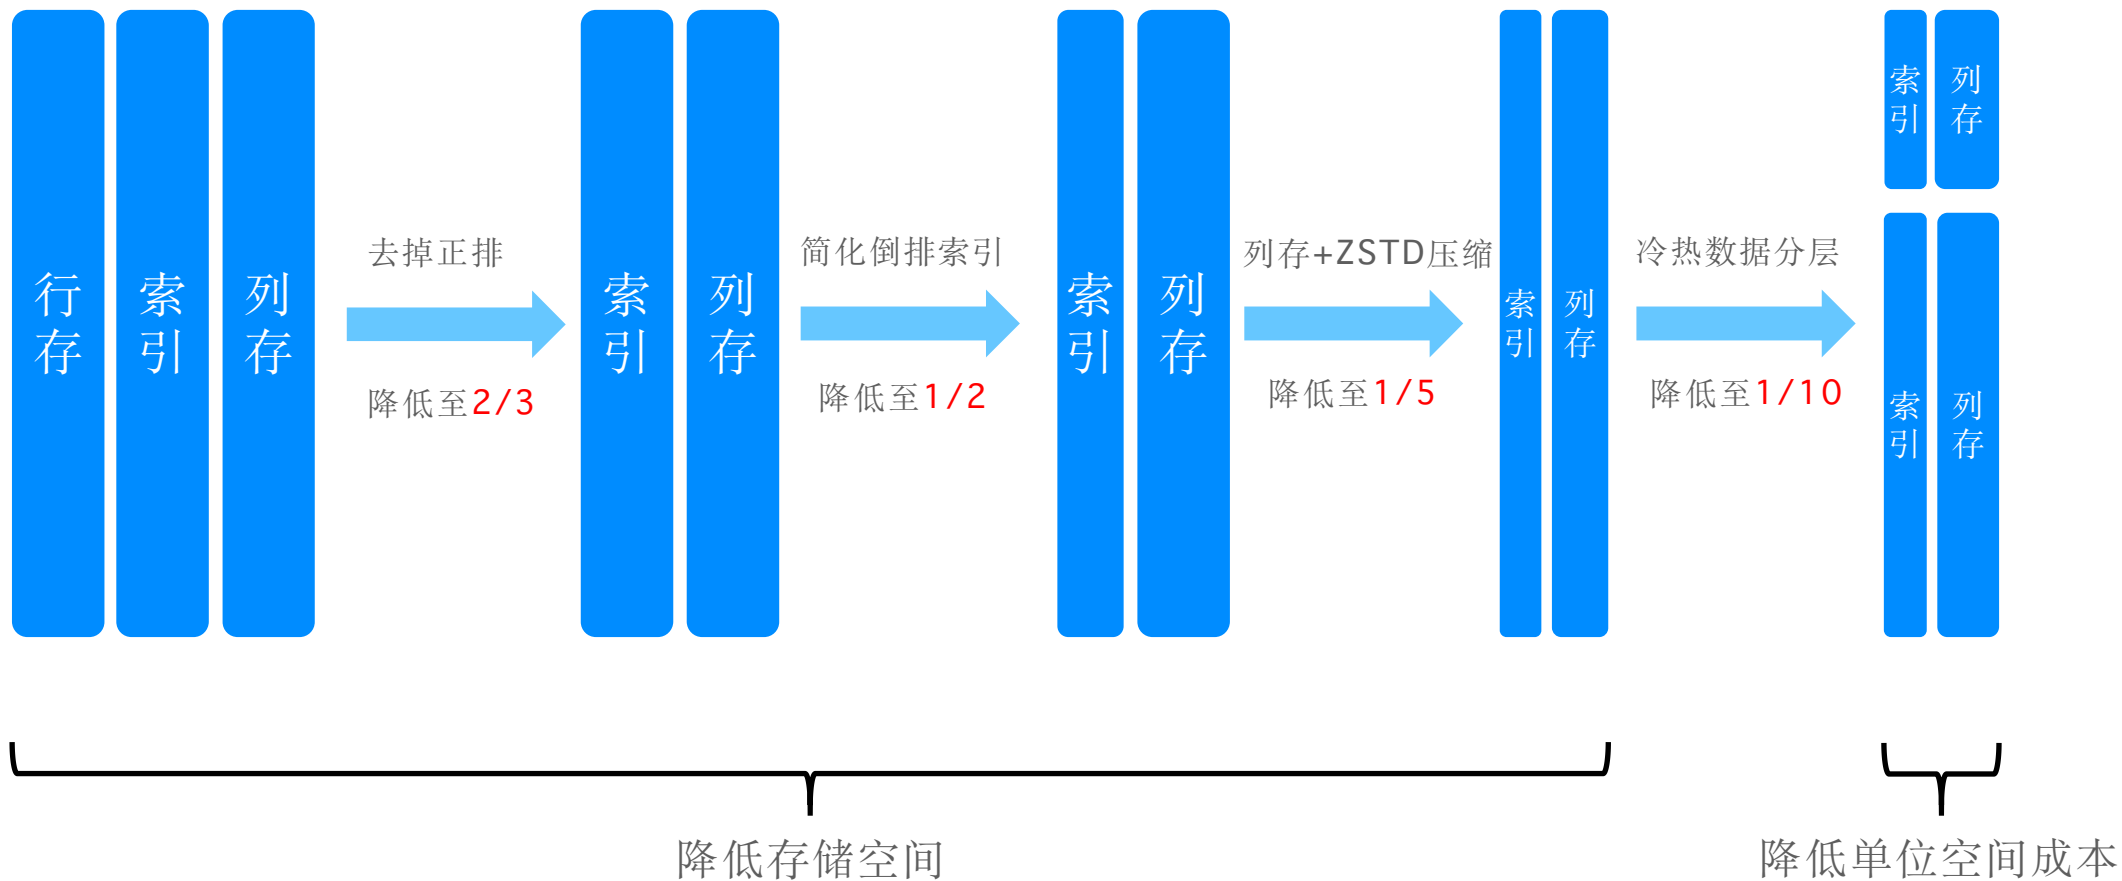 行存
索引
列存
去掉正排
降低至2/3
索引
列存
简化倒排索引
降低至1/2
索引
列存
列存+ZSTD压缩
降低至1/5
索引
列存
冷热数据分层
降低至1/10
索引
列存
索引
列存
降低存储空间
降低单位空间成本